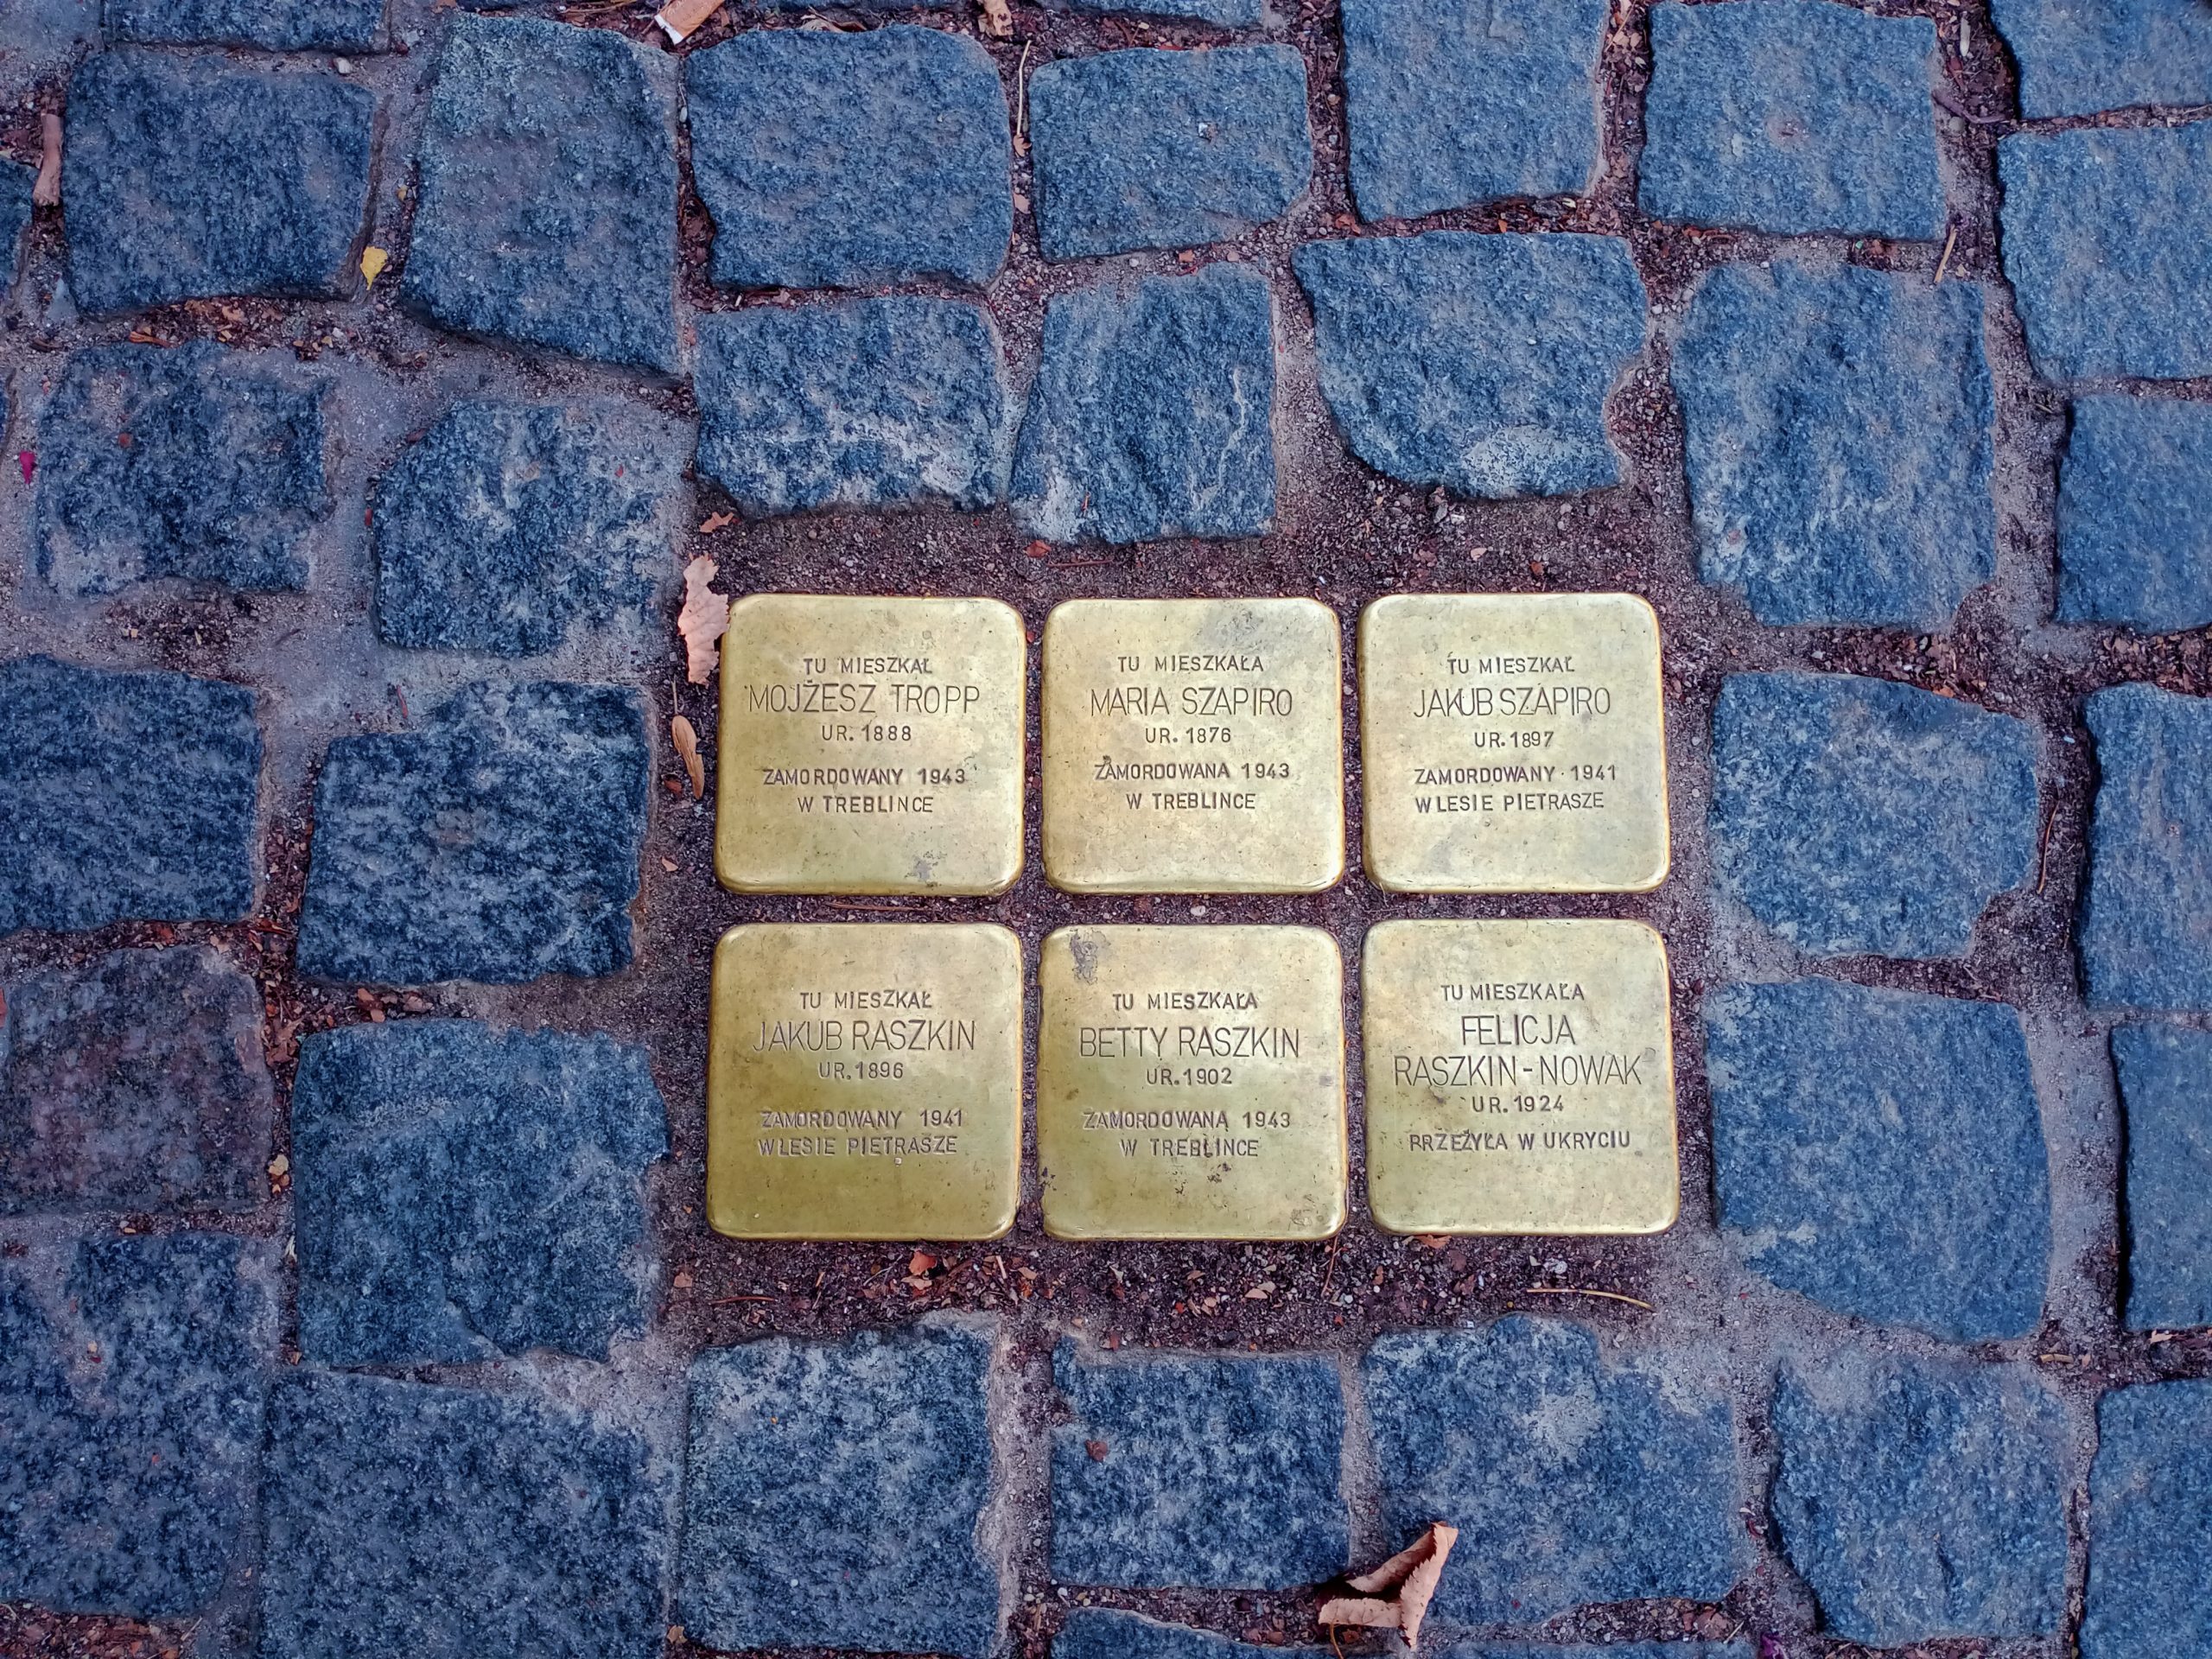 TU MIESZKAŁ
MOJŻESZ TROPP
UR. 1888
ZAMORDOWANY 1943
W TREBLINCE
TU MIESZKAŁA
MARIA SZAPIRO
UR. 1876
ZAMORDOWANA 1943
W TREBLINCE
TU MIESZKAŁ
JAKUB SZAPIRO
UR. 1897
ZAMORDOWANY 1941
W LESIE PIETRASZE
TU MIESZKAŁ
JAKUB RASZKIN
UR. 1896
ZAMORDOWANY 1941
W LESIE PIETRASZE
TU MIESZKAŁA
BETTY RASZKIN
UR. 1902
ZAMORDOWANA 1943
W TREBLINCE
TU MIESZKAŁA
FELICJA
RASZKIN-NOWAK
UR. 1924
PRZEŻYŁA W UKRYCIU